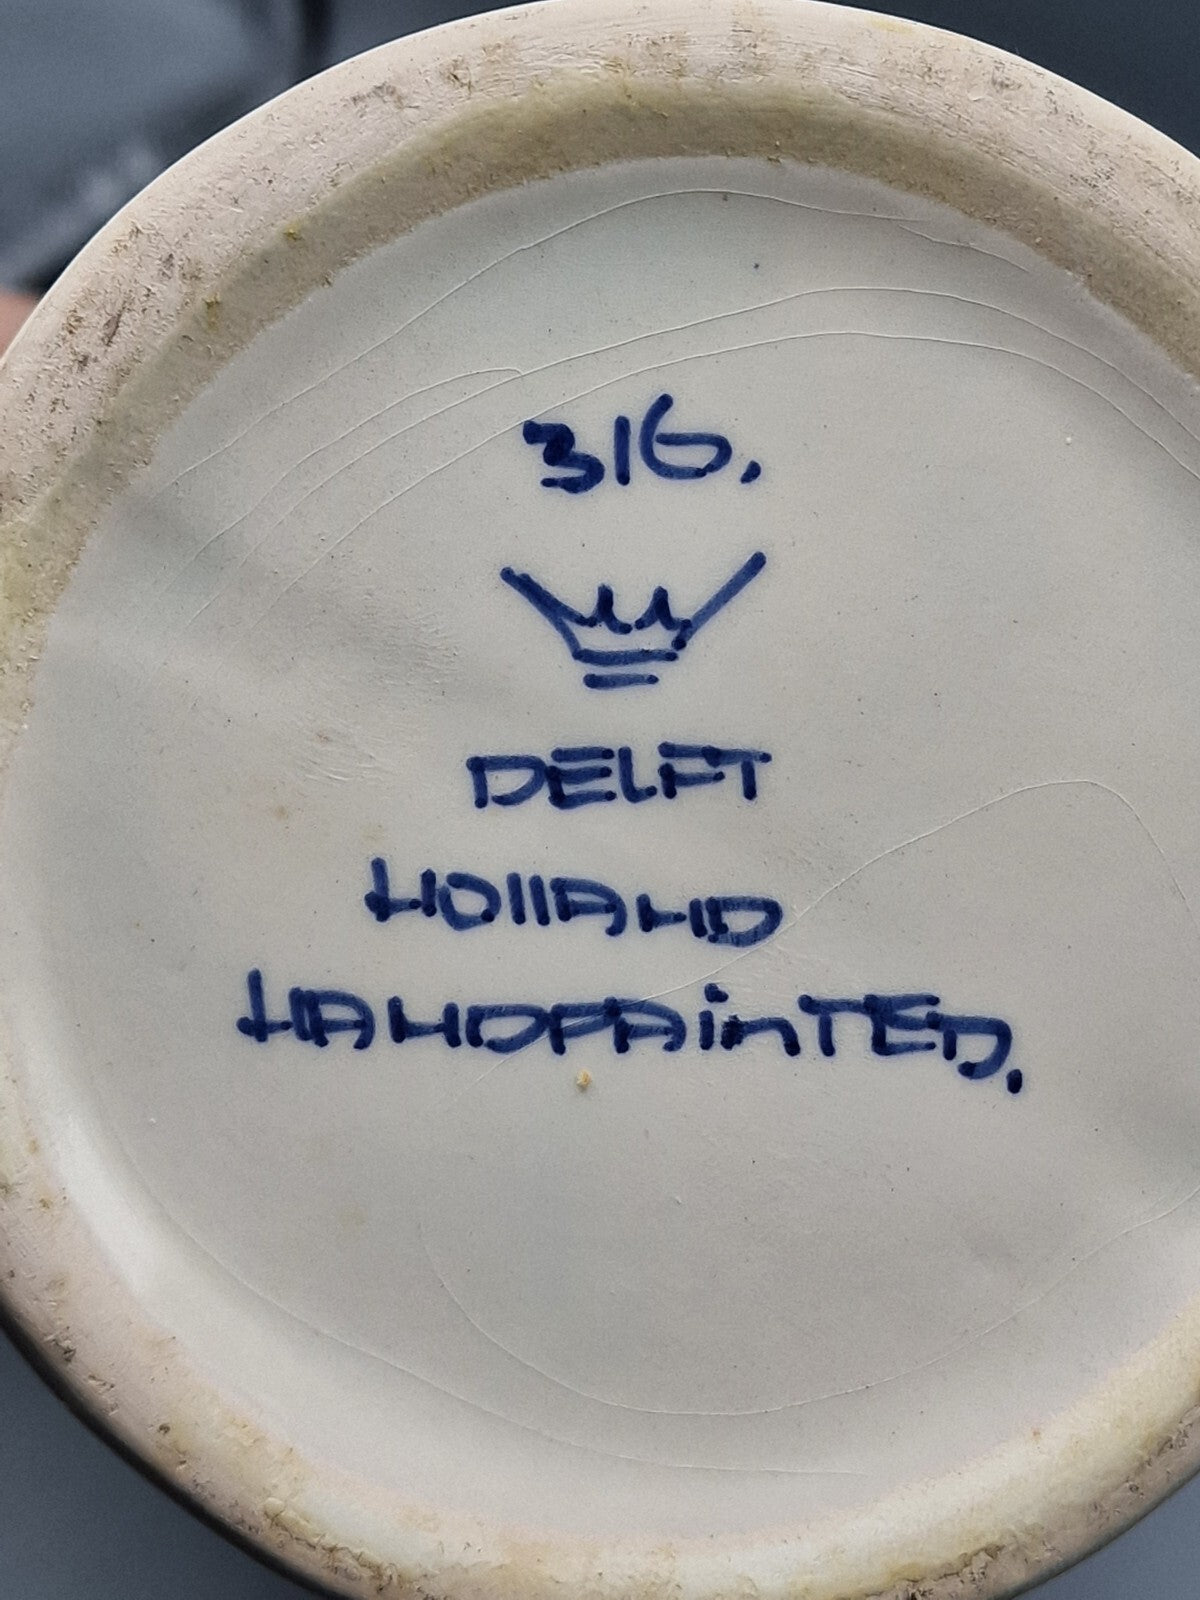 316.
DELFT
HOllAND
HANDPAinTED.